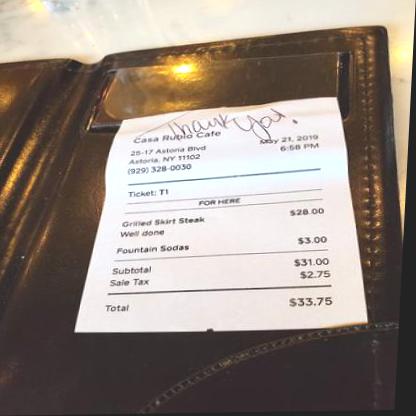 Thank You!
Casa Rubio Cafe
May 21, 2019
25-17 Astoria Blvd
6:58 PM
Astoria, NY 11102
(929) 328-0030
Ticket: T1
FOR HERE
Grilled Skirt Steak $28.00
Well done
Fountain Sodas $3.00
Subtotal $31.00
Sale Tax $2.75
Total $33.75